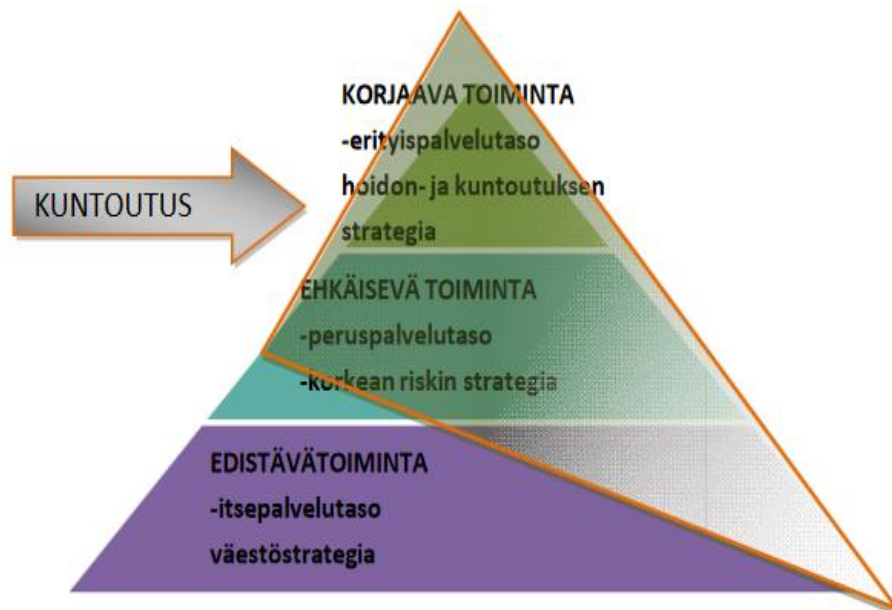 KORJAAVA TOIMINTA
-erityispalvelutaso
hoidon- ja kuntoutuksen
strategia
KUNTOUTUS
EHKÄISEVÄ TOIMINTA
-peruspalvelutaso
-korkean riskin strategia
EDISTÄVÄTOIMINTA
-itsepalvelutaso
väestöstrategia